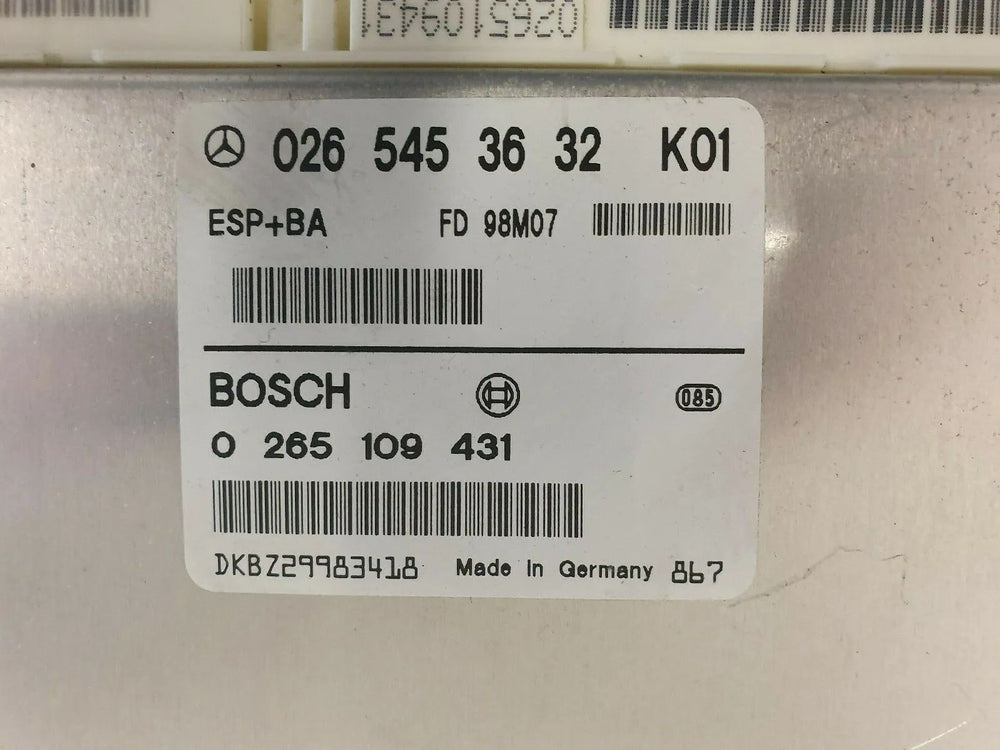 0265109431
026 545 36 32 K01
ESP+BA FD 98M07
BOSCH 085
0 265 109 431
DKBZ29983418 Made in Germany 867